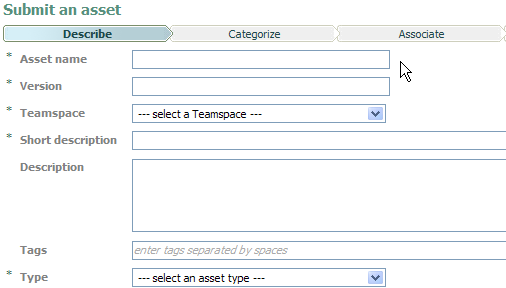 Submit an asset
Describe Categorize Associate
* Asset name
* Version
* Teamspace --- select a Teamspace ---
* Short description
Description
Tags enter tags separated by spaces
* Type --- select an asset type ---